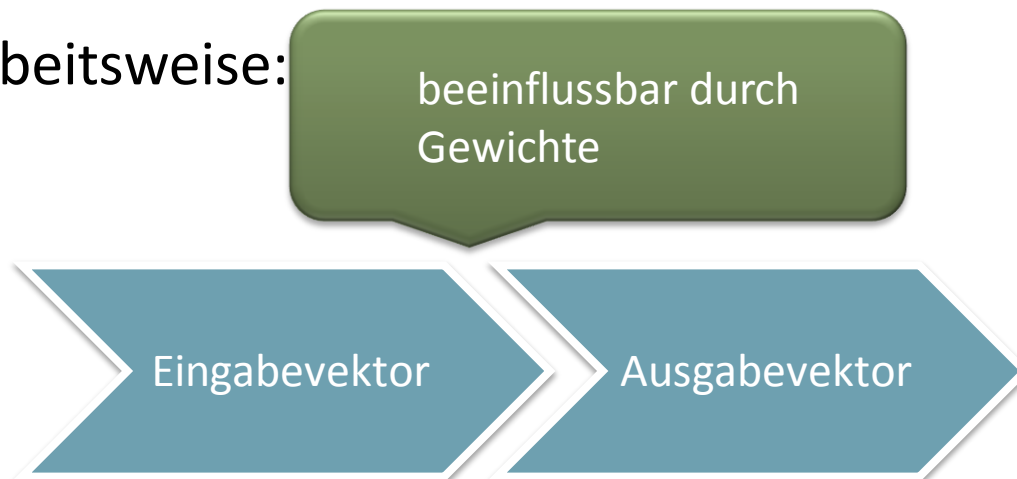 beitsweise:
beeinflussbar durch
Gewichte
Eingabevektor
Ausgabevektor